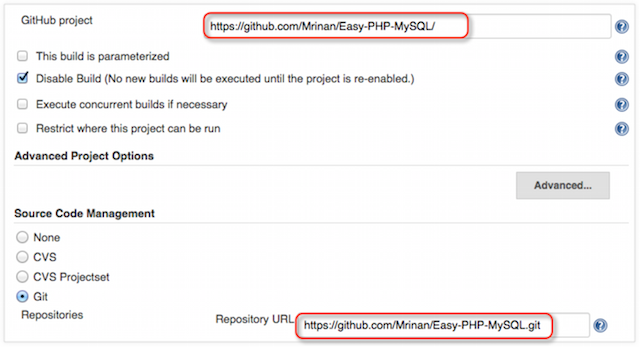 GitHub project https://github.com/Mrinan/Easy-PHP-MySQL/
This build is parameterized
Disable Build (No new builds will be executed until the project is re-enabled.)
Execute concurrent builds if necessary
Restrict where this project can be run
Advanced Project Options
Advanced...
Source Code Management
None
CVS
CVS Projectset
Git
Repositories
Repository URL https://github.com/Mrinan/Easy-PHP-MySQL.git